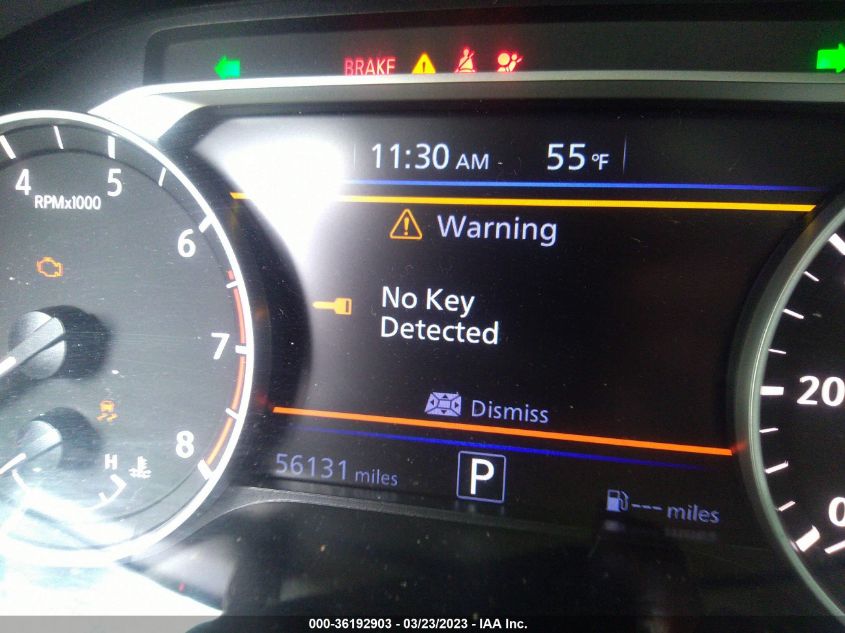 BRAKE
11:30 AM 55°F
4 5 6 7 8
RPMx1000
Warning
No Key
Detected
Dismiss
H
56131 miles P --- miles
20
0
000-36192903 - 03/23/2023 - IAA Inc.